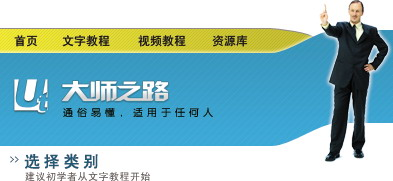 首页 文字教程 视频教程 资源库
Ut 大师之路
通俗易懂，适用于任何人
>> 选择类别
建议初学者从文字教程开始